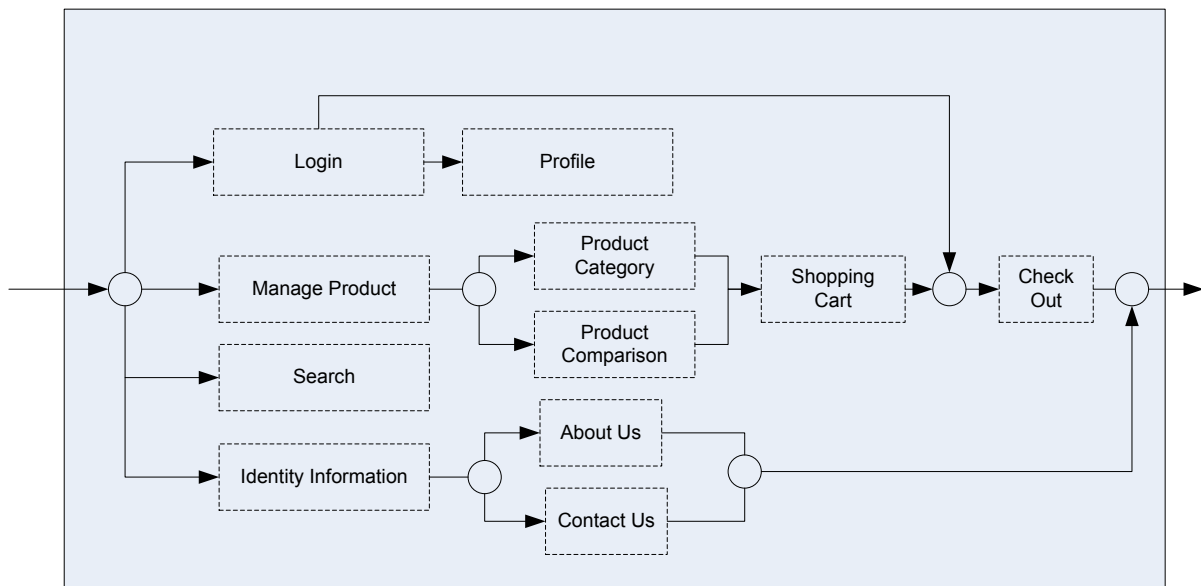 Login
Profile
Manage Product
Product
Category
Product
Comparison
Shopping
Cart
Check
Out
Search
Identity Information
About Us
Contact Us